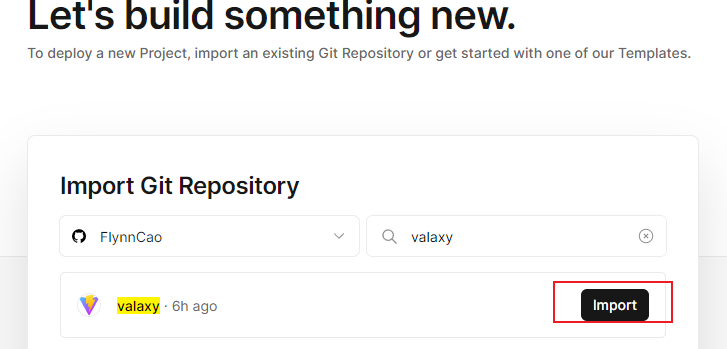 Let's build something new.
To deploy a new Project, import an existing Git Repository or get started with one of our Templates.
Import Git Repository
FlynnCao
valaxy
valaxy · 6h ago
Import